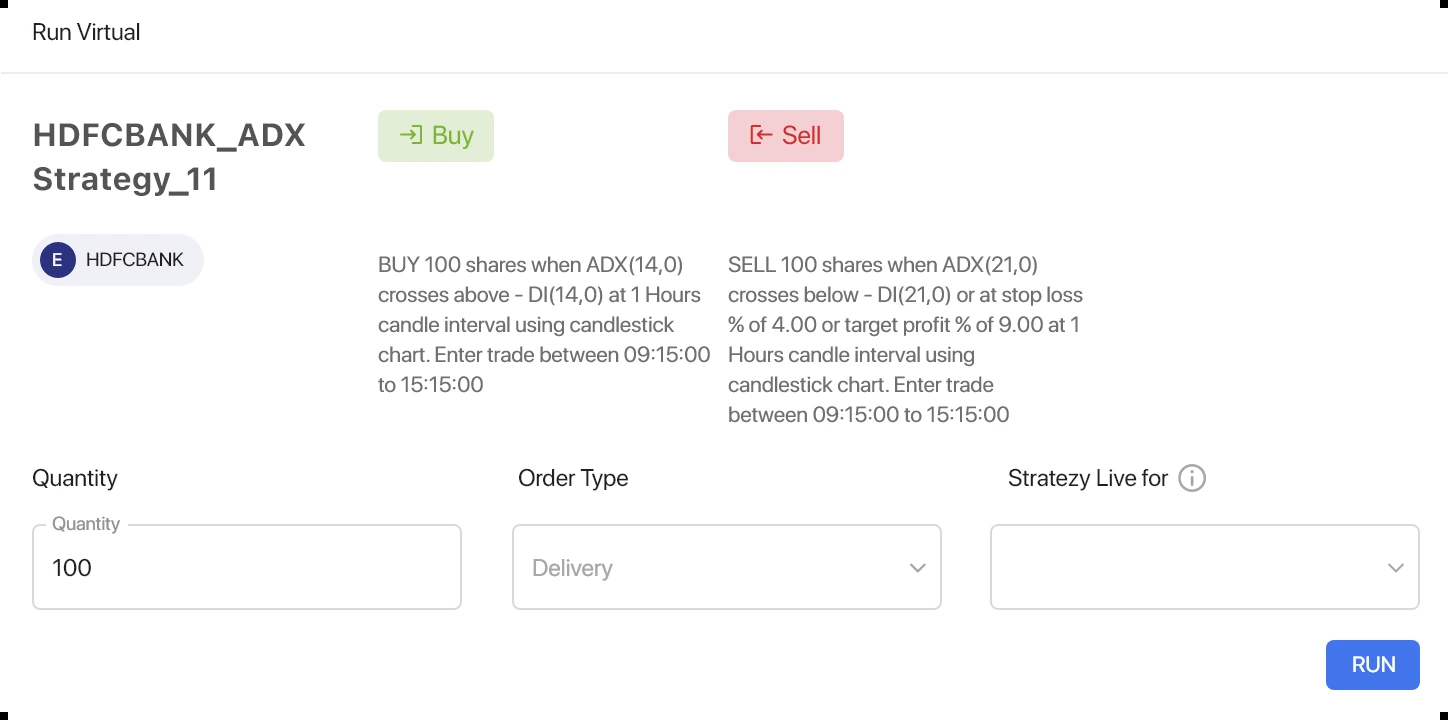 Run Virtual
HDFCBANK_ADX
Strategy_11
E HDFCBANK
Buy
BUY 100 shares when ADX(14,0)
crosses above - DI(14,0) at 1 Hours
candle interval using candlestick
chart. Enter trade between 09:15:00
to 15:15:00
Sell
SELL 100 shares when ADX(21,0)
crosses below - DI(21,0) or at stop loss
% of 4.00 or target profit % of 9.00 at 1
Hours candle interval using
candlestick chart. Enter trade
between 09:15:00 to 15:15:00
Quantity
Quantity
100
Order Type
Delivery
Stratezy Live for
RUN